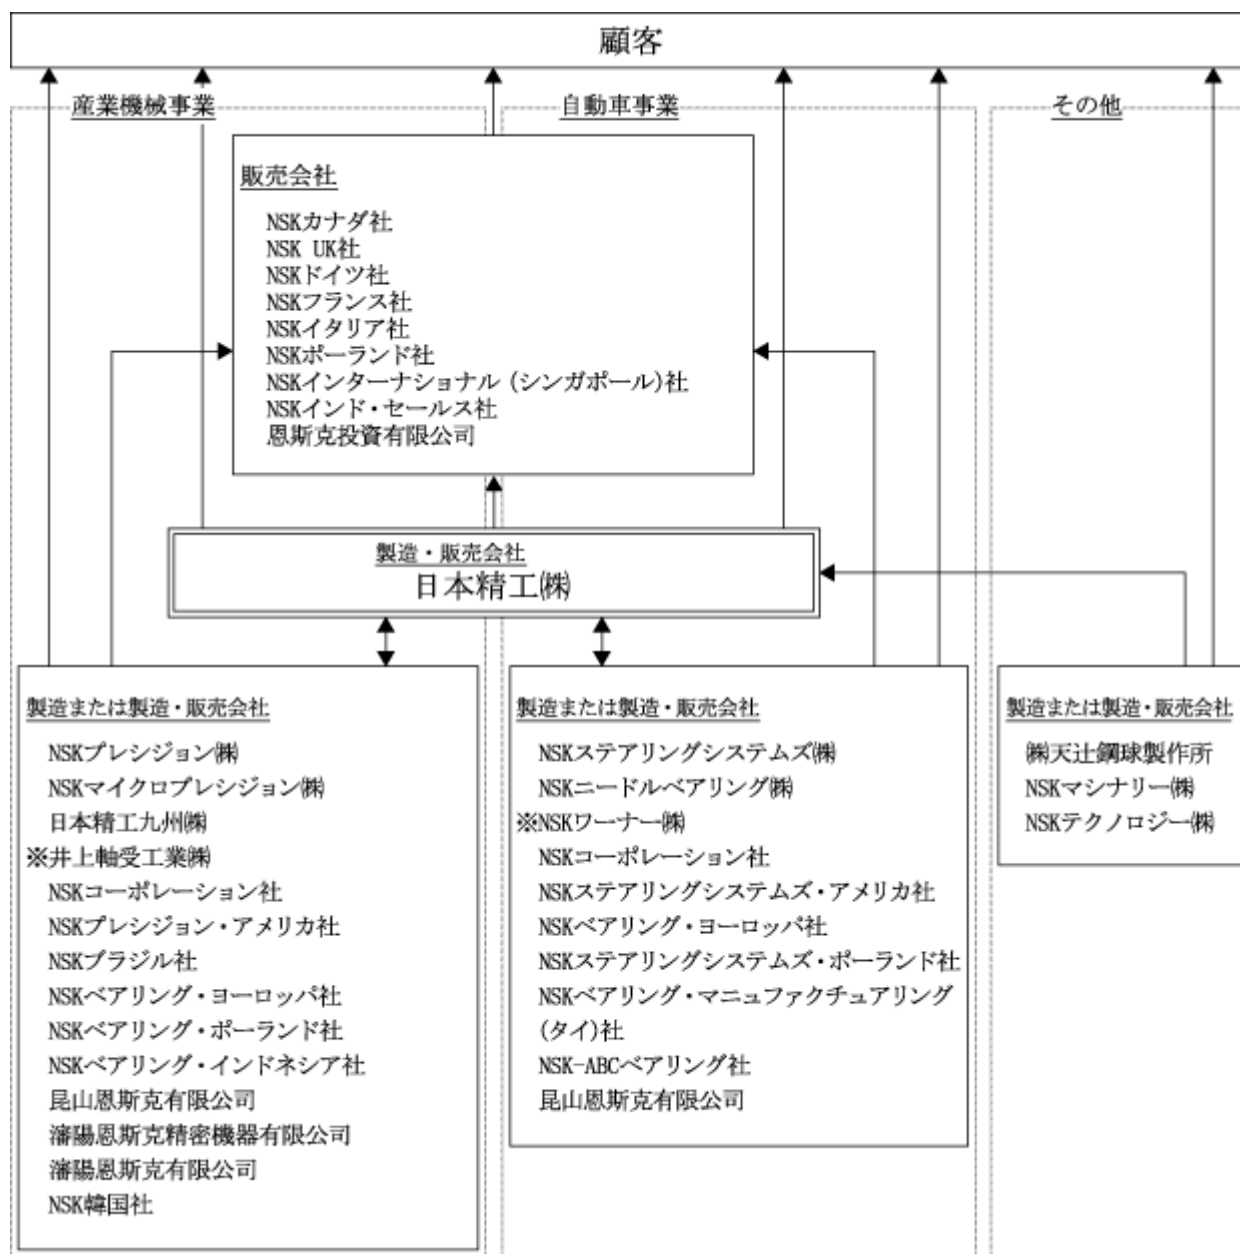 顧客
産業機械事業
自動車事業
その他
販売会社
NSKカナダ社
NSK UK社
NSKドイツ社
NSKフランス社
NSKイタリア社
NSKポーランド社
NSKインターナショナル(シンガポール)社
NSKインド・セールス社
恩斯克投資有限公司
製造・販売会社
日本精工㈱
製造または製造・販売会社
NSKプレシジョン㈱
NSKマイクロプレシジョン㈱
日本精工九州㈱
※井上軸受工業㈱
NSKコーポレーション社
NSKプレシジョン・アメリカ社
NSKブラジル社
NSKベアリング・ヨーロッパ社
NSKベアリング・ポーランド社
NSKベアリング・インドネシア社
昆山恩斯克有限公司
瀋陽恩斯克精密機器有限公司
瀋陽恩斯克有限公司
NSK韓国社
製造または製造・販売会社
NSKステアリングシステムズ㈱
NSKニードルベアリング㈱
※NSKワーナー㈱
NSKコーポレーション社
NSKステアリングシステムズ・アメリカ社
NSKベアリング・ヨーロッパ社
NSKステアリングシステムズ・ポーランド社
NSKベアリング・マニュファクチュアリング
(タイ)社
NSK-ABCベアリング社
昆山恩斯克有限公司
製造または製造・販売会社
㈱天辻鋼球製作所
NSKマシナリー㈱
NSKテクノロジー㈱